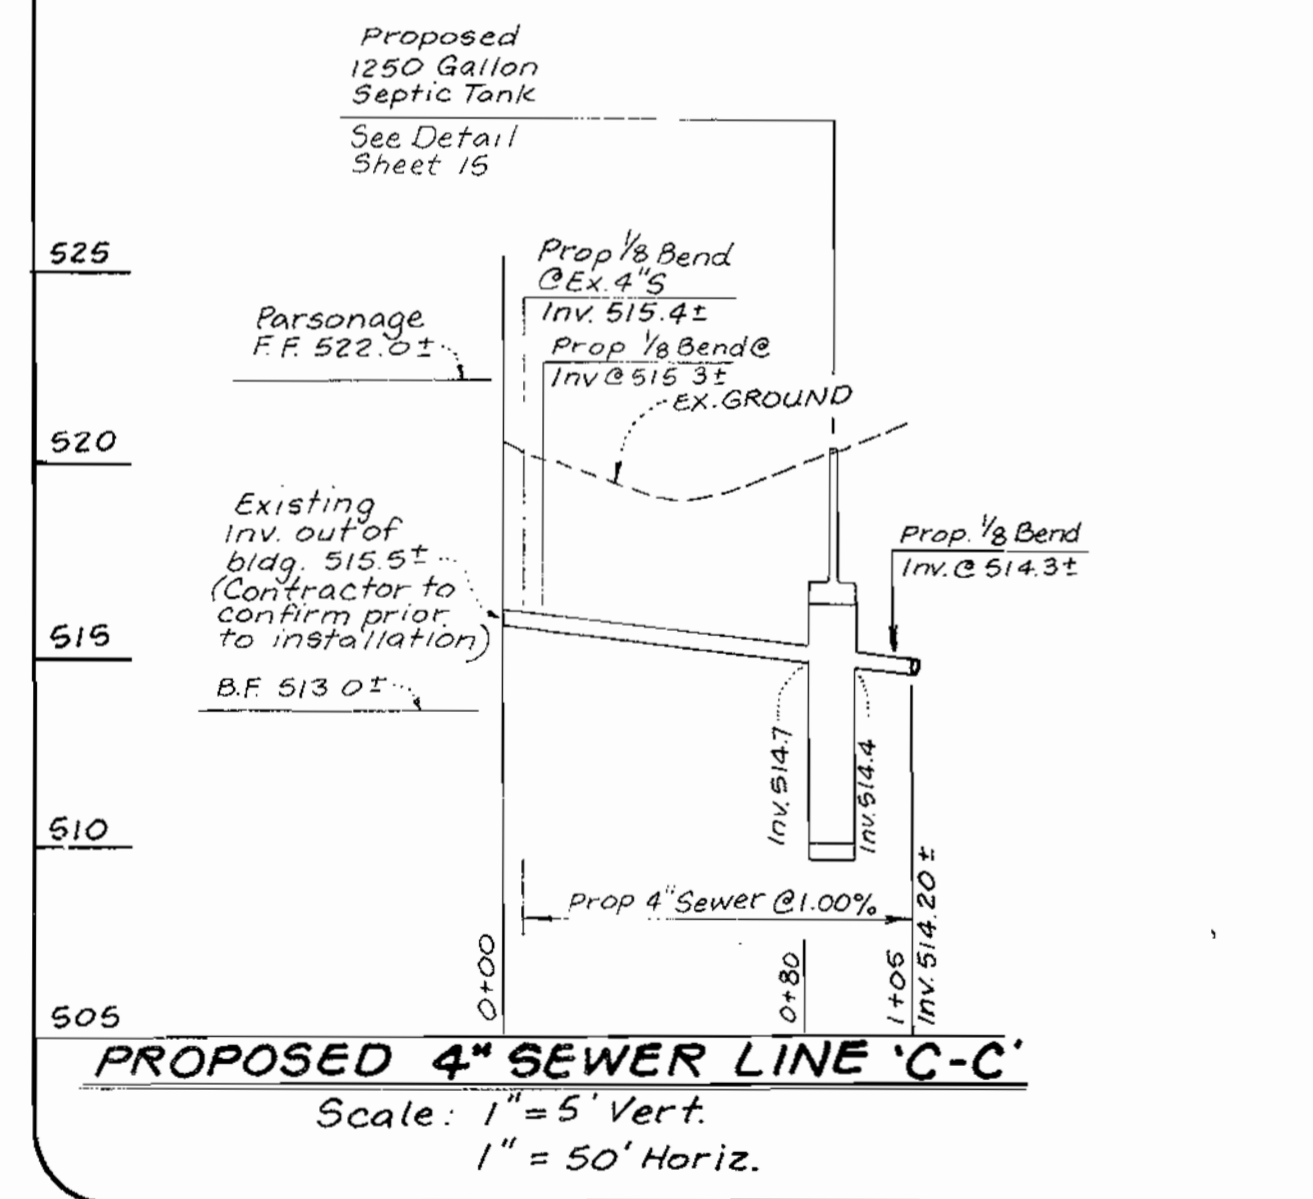 Proposed
1250 Gallon
Septic Tank
See Detail
Sheet 15
525
Prop 1/8 Bend
@ Ex. 4"S
Inv. 515.4±
Parsonage
F.F. 522.0±
Prop 1/8 Bend @
Inv @ 515 3±
EX. GROUND
520
Existing
Inv. out of
bldg. 515.5±
(Contractor to
confirm prior
to installation)
Prop. 1/8 Bend
Inv. @ 514.3±
515
B.F. 513 0±
Inv. 514.7
Inv. 514.4
510
Prop 4" Sewer @ 1.00%
0+00
0+80
1+05
Inv. 514.20±
505
PROPOSED 4" SEWER LINE 'C-C'
Scale: 1" = 5' Vert.
1" = 50' Horiz.